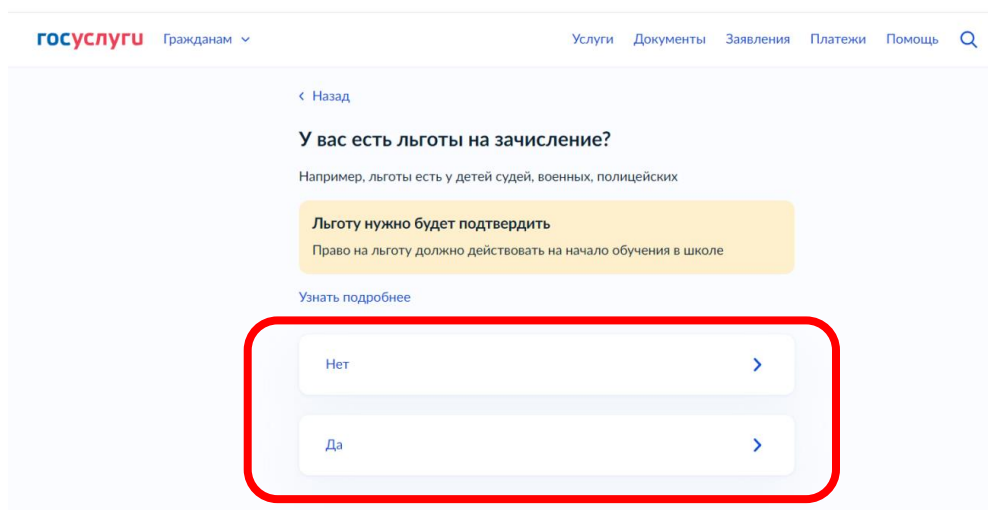 госуслуги Гражданам Услуги Документы Заявления Платежи Помощь
Назад
У вас есть льготы на зачисление?
Например, льготы есть у детей судей, военных, полицейских
Льготу нужно будет подтвердить
Право на льготу должно действовать на начало обучения в школе
Узнать подробнее
Нет
Да